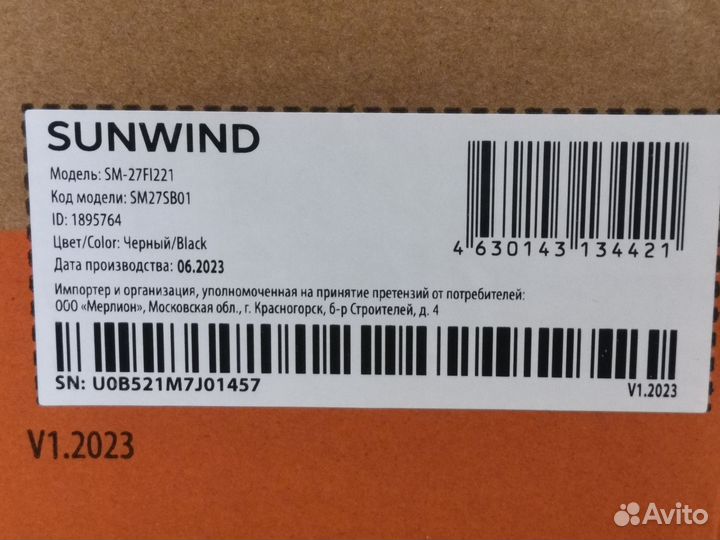 SUNWIND
Модель: SM-27FI221
Код модели: SM27SB01
ID: 1895764
Цвет/Color: Черный/Black
Дата производства: 06.2023
4 630143 134421
Импортер и организация, уполномоченная на принятие претензий от потребителей:
ООО «Мерлион», Московская обл., г. Красногорск, б-р Строителей, д. 4
SN: U0B521M7J01457
V1.2023
V1.2023
Avito